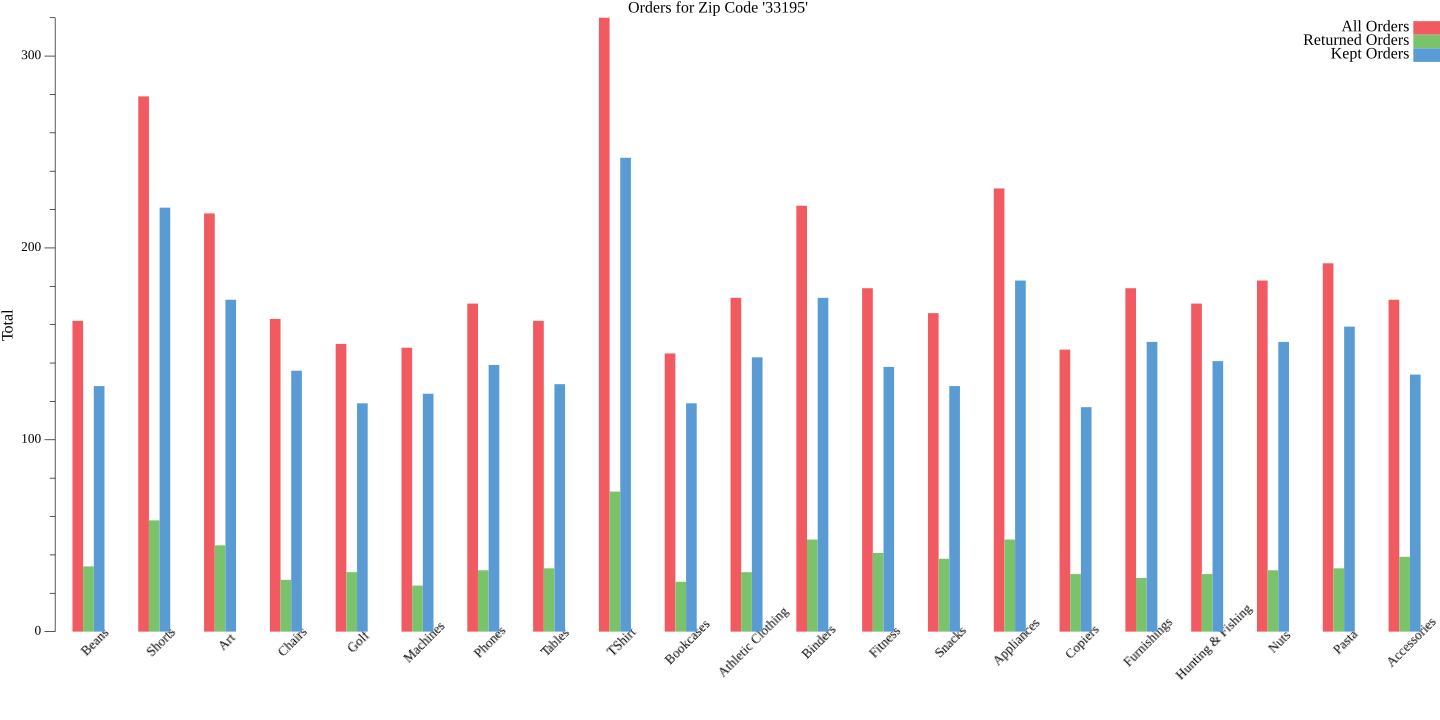 Orders for Zip Code '33195'
All Orders
Returned Orders
Kept Orders
Total
300
200
100
0
Beans
Shorts
Art
Chairs
Golf
Machines
Phones
Tables
TShirt
Bookcases
Athletic Clothing
Binders
Fitness
Snacks
Appliances
Copiers
Furnishings
Hunting & Fishing
Nuts
Pasta
Accessories